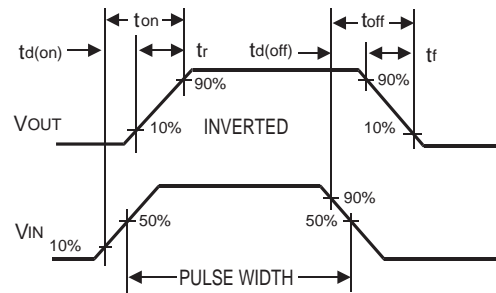 ton
toff
td(on)
tr
td(off)
tf
90%
90%
VOUT
10%
INVERTED
10%
90%
50%
50%
VIN
10%
PULSE WIDTH